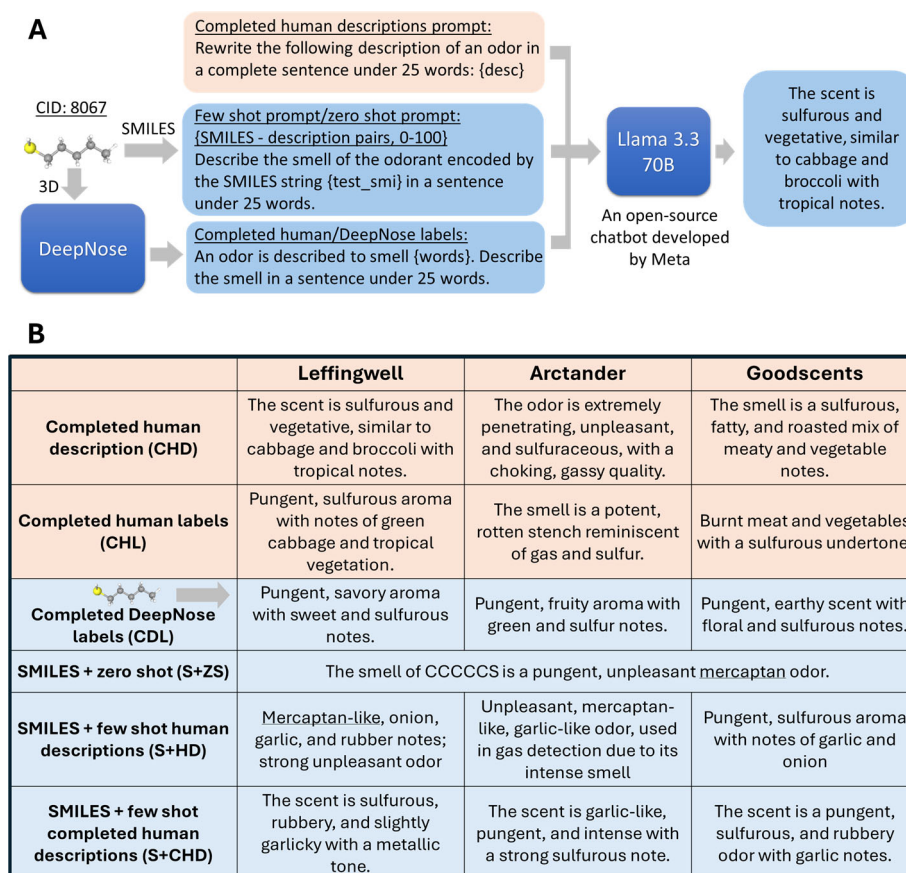 A
Completed human descriptions prompt:
Rewrite the following description of an odor in
a complete sentence under 25 words: {desc}
CID: 8067
SMILES
3D
DeepNose
Few shot prompt/zero shot prompt:
{SMILES - description pairs, 0-100}
Describe the smell of the odorant encoded by
the SMILES string {test_smi} in a sentence
under 25 words.
Completed human/DeepNose labels:
An odor is described to smell {words}. Describe
the smell in a sentence under 25 words.
Llama 3.3
70B
An open-source
chatbot developed
by Meta
The scent is
sulfurous and
vegetative, similar
to cabbage and
broccoli with
tropical notes.
B
Leffingwell
Arctander
Goodscents
Completed human
description (CHD)
The scent is sulfurous and
vegetative, similar to
cabbage and broccoli with
tropical notes.
The odor is extremely
penetrating, unpleasant,
and sulfuraceous, with a
choking, gassy quality.
The smell is a sulfurous,
fatty, and roasted mix of
meaty and vegetable
notes.
Completed human labels
(CHL)
Pungent, sulfurous aroma
with notes of green
cabbage and tropical
vegetation.
The smell is a potent,
rotten stench reminiscent
of gas and sulfur.
Burnt meat and vegetables
with a sulfurous undertone
Completed DeepNose
labels (CDL)
Pungent, savory aroma
with sweet and sulfurous
notes.
Pungent, fruity aroma with
green and sulfur notes.
Pungent, earthy scent with
floral and sulfurous notes.
SMILES + zero shot (S+ZS)
The smell of CCCCCS is a pungent, unpleasant mercaptan odor.
SMILES + few shot human
descriptions (S+HD)
Mercaptan-like, onion,
garlic, and rubber notes;
strong unpleasant odor
Unpleasant, mercaptan-
like, garlic-like odor, used
in gas detection due to its
intense smell
Pungent, sulfurous aroma
with notes of garlic and
onion
SMILES + few shot
completed human
descriptions (S+CHD)
The scent is sulfurous,
rubbery, and slightly
garlicky with a metallic
tone.
The scent is garlic-like,
pungent, and intense with
a strong sulfurous note.
The scent is a pungent,
sulfurous, and rubbery
odor with garlic notes.